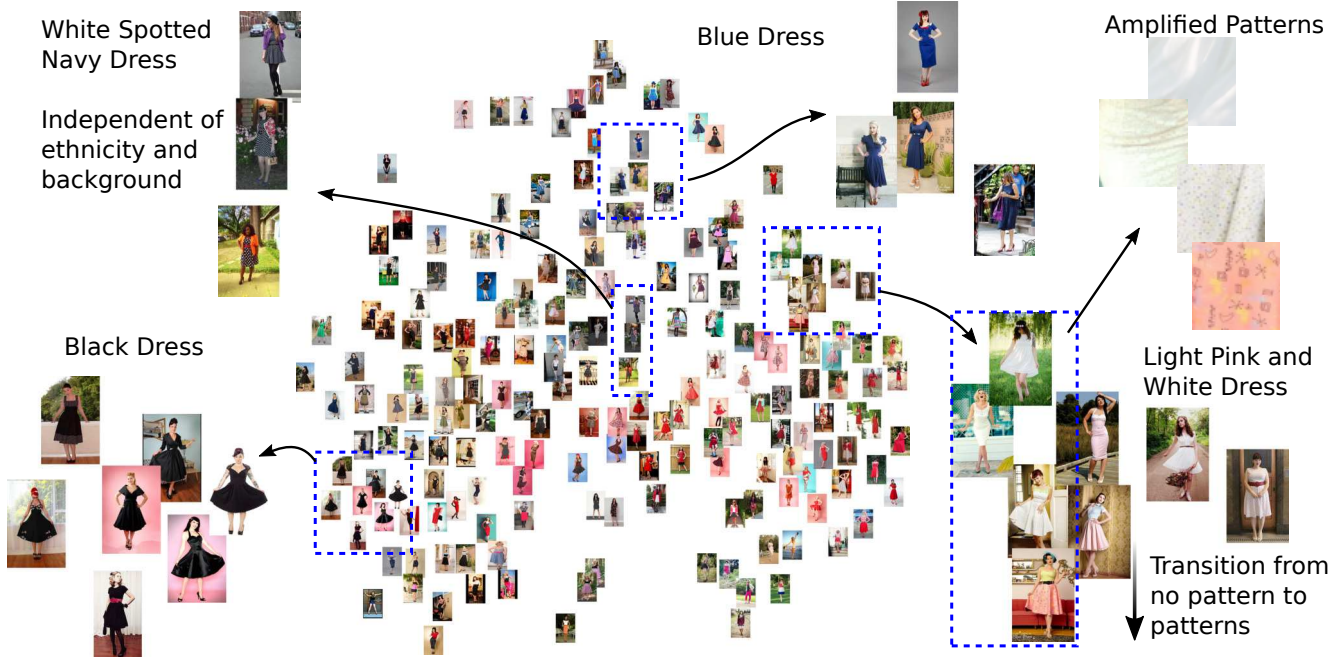 White Spotted
Navy Dress
Independent of
ethnicity and
background
Blue Dress
Amplified Patterns
Black Dress
Light Pink and
White Dress
Transition from
no pattern to
patterns